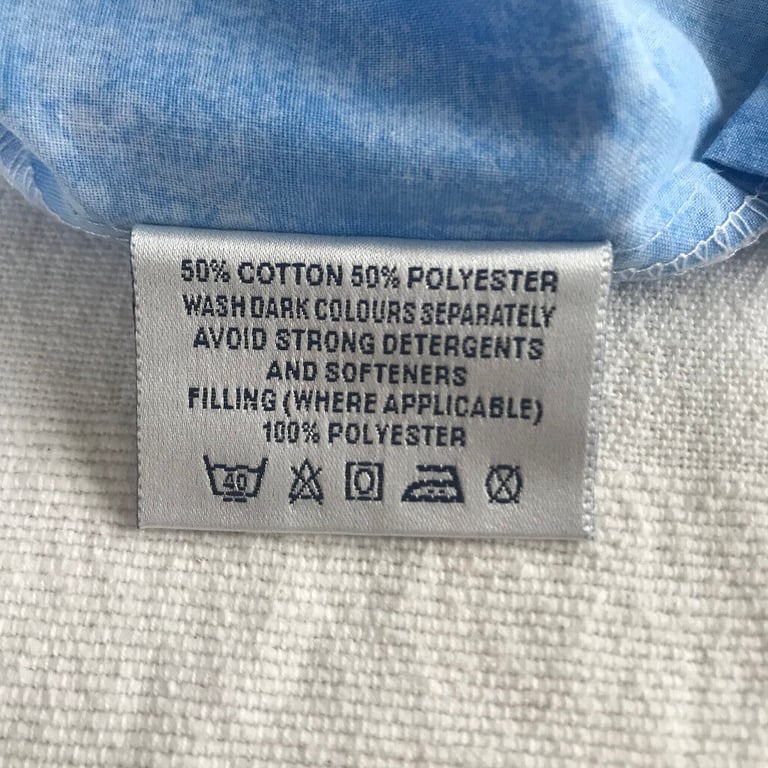 50% COTTON 50% POLYESTER
WASH DARK COLOURS SEPARATELY
AVOID STRONG DETERGENTS
AND SOFTENERS
FILLING (WHERE APPLICABLE)
100% POLYESTER
40